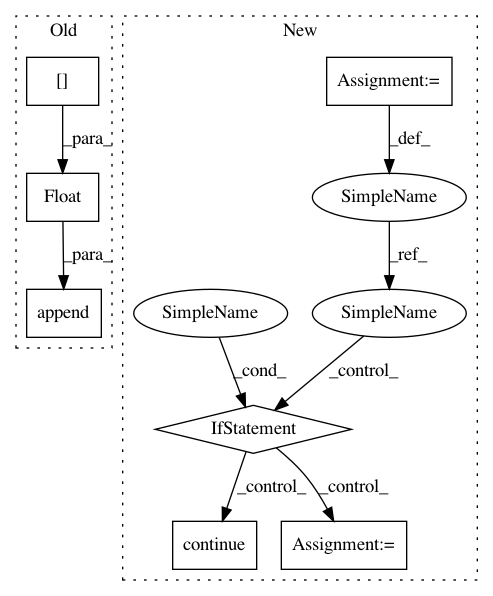 Old
New
[]
Assignment:=
_para_
_def_
Float
SimpleName
_para_
_ref_
append
SimpleName
SimpleName
_cond_
_control_
IfStatement
_control_
_control_
continue
Assignment:=